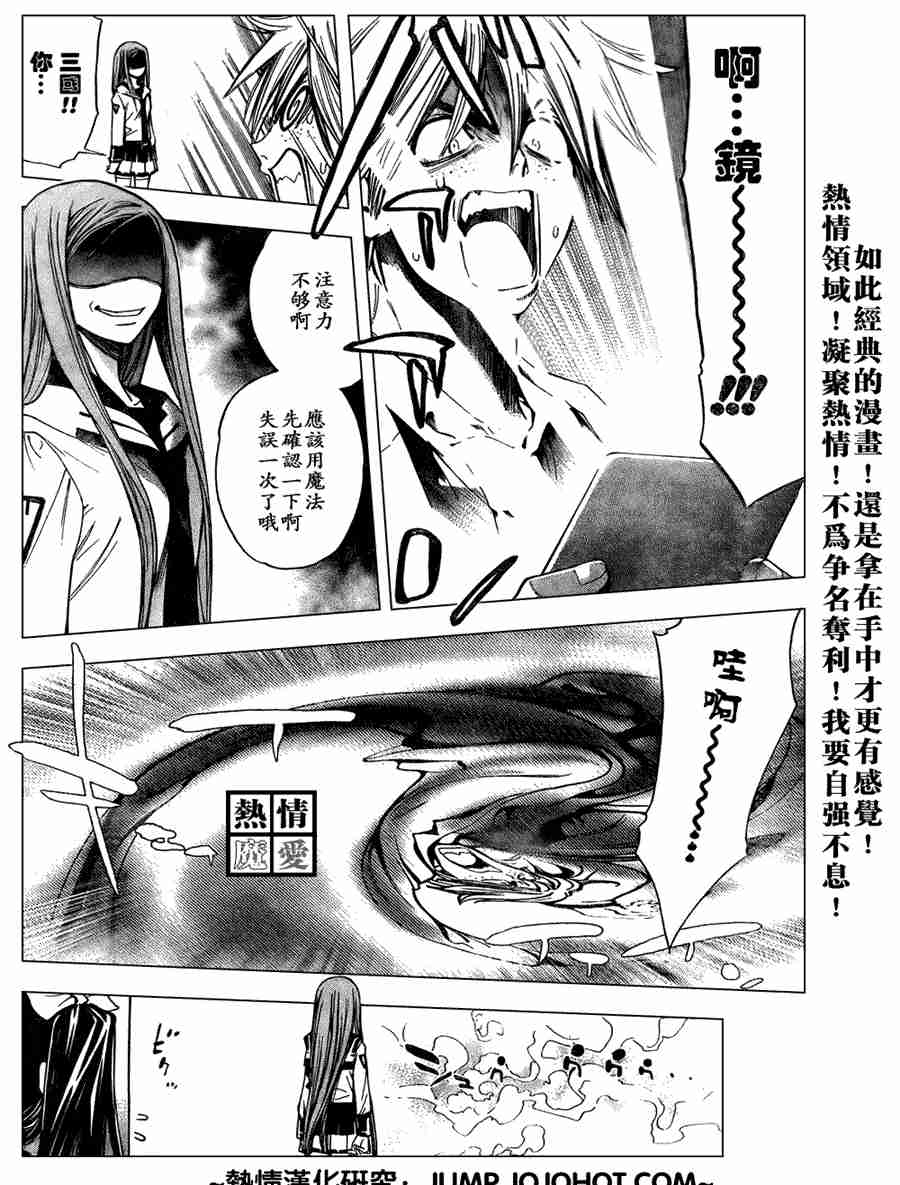 啊…鏡～～～!!!
三國!!
你…
注意力
不够啊
應該用魔法
先確認一下啊
失誤一次了哦
哇啊～～…
熱情
魔愛
ビクッ
如此經典的漫畫！還是拿在手中才更有感覺！
熱情領域！凝聚熱情！不爲争名奪利！我要自强不息！
~熱情漢化研究：JUMP.JOJOHOT.COM~